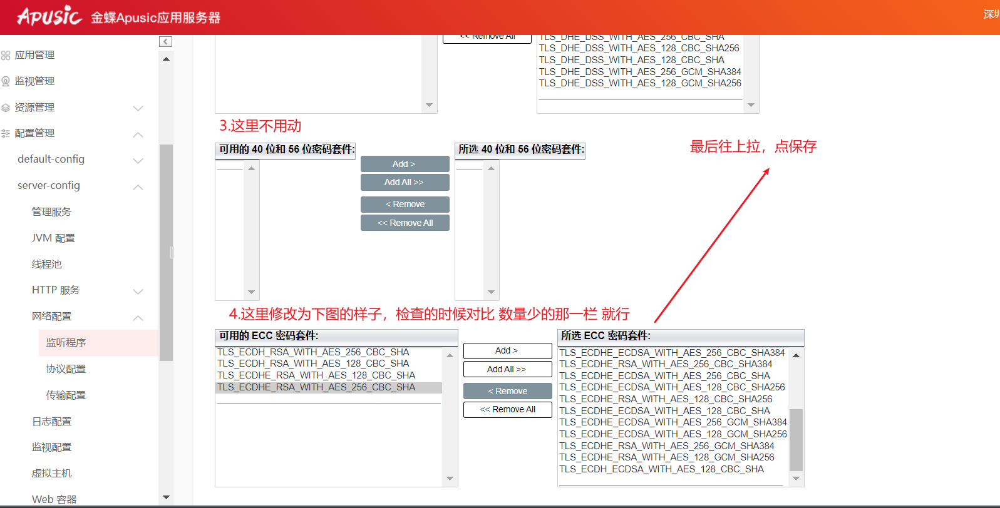 Apusic 金蝶Apusic应用服务器
深圳
<
应用管理
监视管理
资源管理
配置管理
default-config
server-config
管理服务
JVM 配置
线程池
HTTP 服务
网络配置
监听程序
协议配置
传输配置
日志配置
监视配置
虚拟主机
Web 容器
<< Remove All
TLS_DHE_DSS_WITH_AES_256_CBC_SHA
TLS_DHE_DSS_WITH_AES_128_CBC_SHA256
TLS_DHE_DSS_WITH_AES_128_CBC_SHA
TLS_DHE_DSS_WITH_AES_256_GCM_SHA384
TLS_DHE_DSS_WITH_AES_128_GCM_SHA256
3.这里不用动
最后往上拉，点保存
可用的 40 位和 56 位密码套件:
Add >
Add All >>
< Remove
<< Remove All
所选 40 位和 56 位密码套件:
4.这里修改为下图的样子，检查的时候对比 数量少的那一栏 就行
可用的 ECC 密码套件:
TLS_ECDH_RSA_WITH_AES_256_CBC_SHA
TLS_ECDH_RSA_WITH_AES_128_CBC_SHA
TLS_ECDHE_RSA_WITH_AES_128_CBC_SHA
TLS_ECDHE_RSA_WITH_AES_256_CBC_SHA
Add >
Add All >>
< Remove
<< Remove All
所选 ECC 密码套件:
TLS_ECDHE_ECDSA_WITH_AES_256_CBC_SHA384
TLS_ECDHE_RSA_WITH_AES_256_CBC_SHA384
TLS_ECDHE_ECDSA_WITH_AES_256_CBC_SHA
TLS_ECDHE_ECDSA_WITH_AES_128_CBC_SHA256
TLS_ECDHE_RSA_WITH_AES_128_CBC_SHA256
TLS_ECDHE_ECDSA_WITH_AES_128_CBC_SHA
TLS_ECDHE_ECDSA_WITH_AES_256_GCM_SHA384
TLS_ECDHE_ECDSA_WITH_AES_128_GCM_SHA256
TLS_ECDHE_RSA_WITH_AES_256_GCM_SHA384
TLS_ECDHE_RSA_WITH_AES_128_GCM_SHA256
TLS_ECDH_ECDSA_WITH_AES_128_CBC_SHA